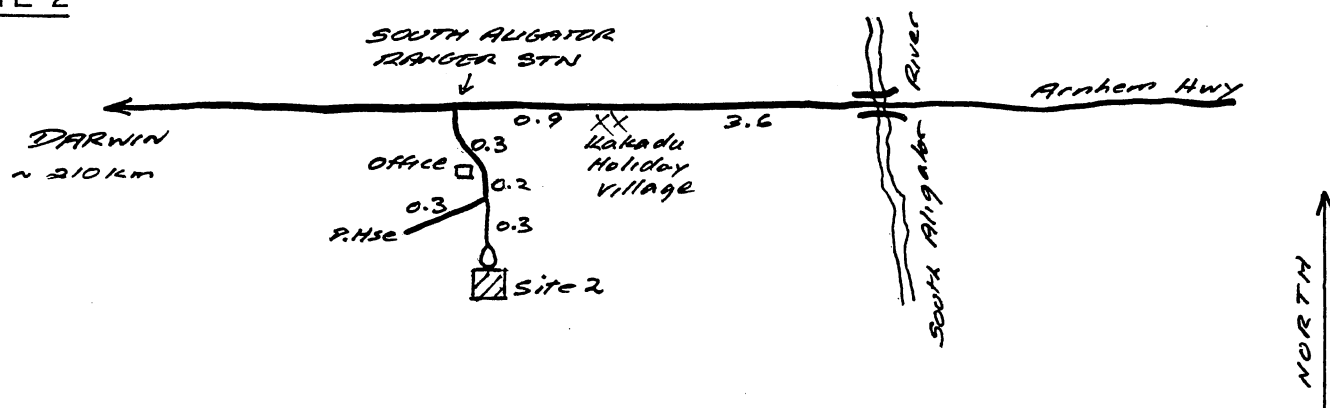 SOUTH ALIGATOR
RANGER STN
River
Arnhem Hwy
DARWIN
~ 210 km
0.9
XX
3.6
Kakadu
Holiday
Village
0.3
Office
0.2
0.3
P.Hse
0.3
Site 2
South Aligator
NORTH